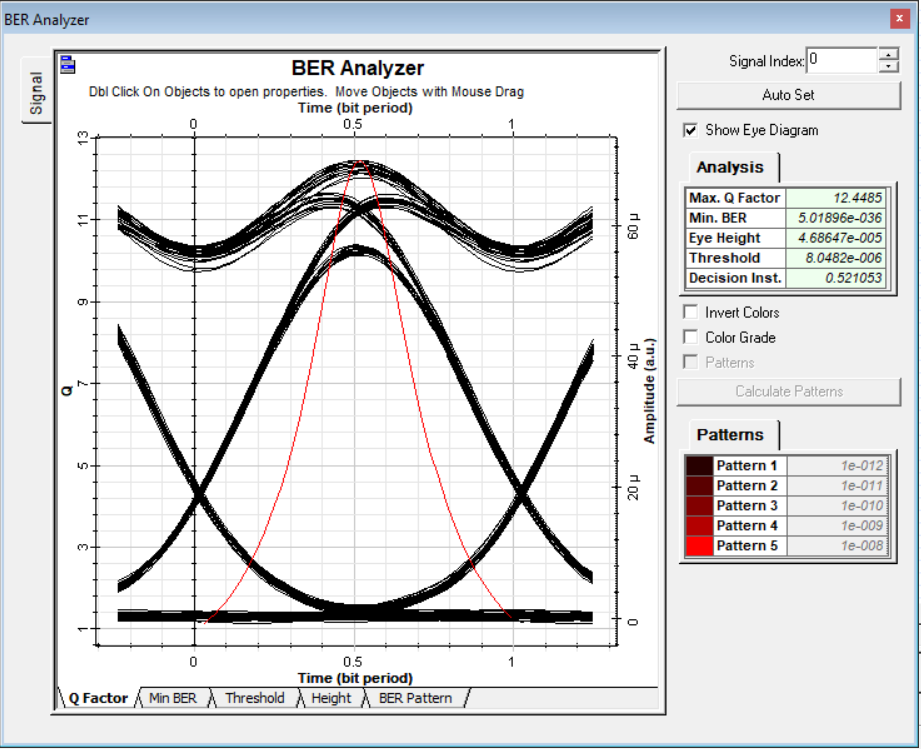 BER Analyzer
Signal
BER Analyzer
Dbl Click On Objects to open properties. Move Objects with Mouse Drag
Time (bit period)
0 0.5 1
13
11
9
7
5
3
1
Q
60 µ
40 µ
20 µ
0
Amplitude (a.u.)
0 0.5 1
Time (bit period)
Q Factor Min BER Threshold Height BER Pattern
Signal Index: 0
Auto Set
Show Eye Diagram
Analysis
Max. Q Factor 12.4485
Min. BER 5.01896e-036
Eye Height 4.68647e-005
Threshold 8.0482e-006
Decision Inst. 0.521053
Invert Colors
Color Grade
Patterns
Calculate Patterns
Patterns
Pattern 1 1e-012
Pattern 2 1e-011
Pattern 3 1e-010
Pattern 4 1e-009
Pattern 5 1e-008